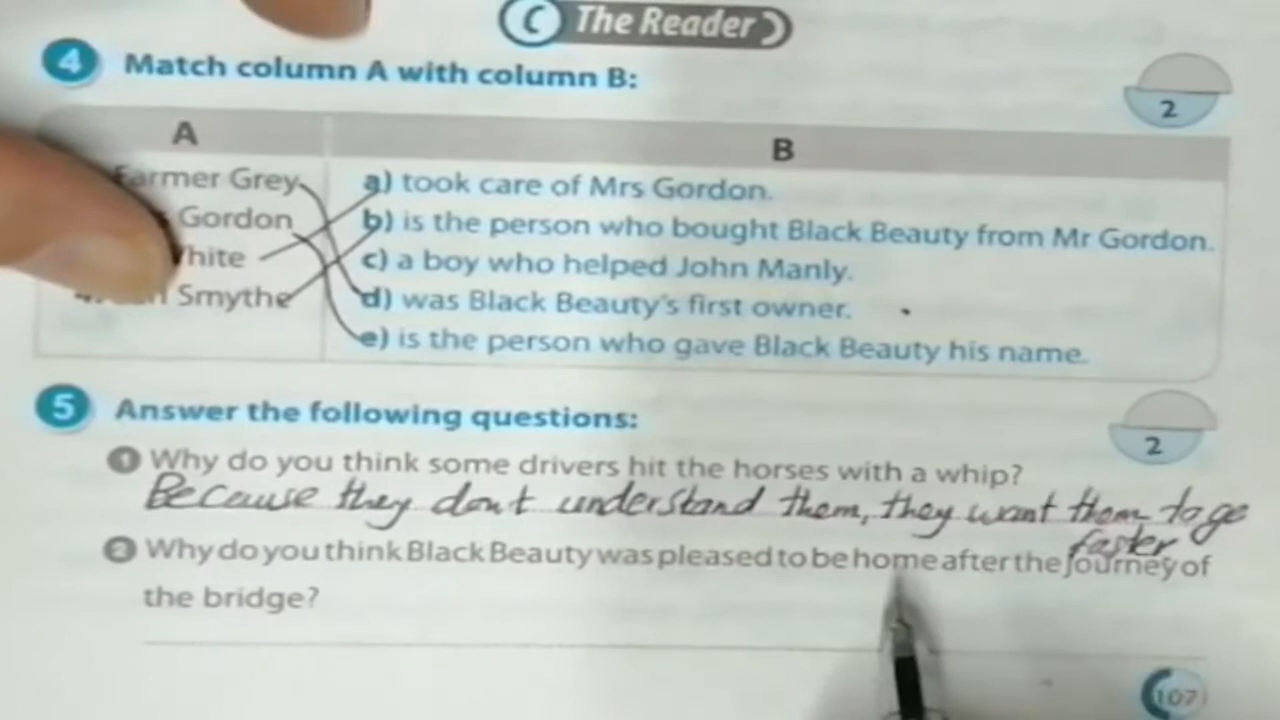 C The Reader
4 Match column A with column B:
2
A
B
Farmer Grey
a) took care of Mrs Gordon.
Gordon
b) is the person who bought Black Beauty from Mr Gordon.
White
c) a boy who helped John Manly.
Smythe
d) was Black Beauty's first owner.
e) is the person who gave Black Beauty his name.
5 Answer the following questions:
2
1 Why do you think some drivers hit the horses with a whip?
Because they don't understand them, they want them to go
faster
2 Why do you think Black Beauty was pleased to be home after the journey of
the bridge?
107